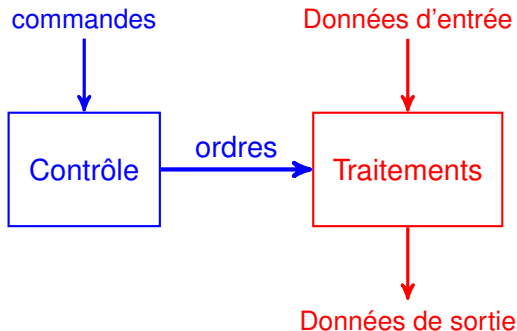 commandes
Données d'entrée
ordres
Contrôle
Traitements
Données de sortie